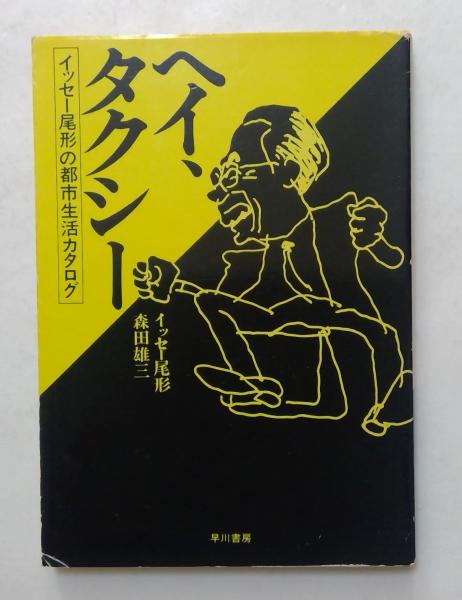 ヘイ、
タクシー
イッセー尾形の都市生活カタログ
イッセー尾形
森田雄三
早川書房